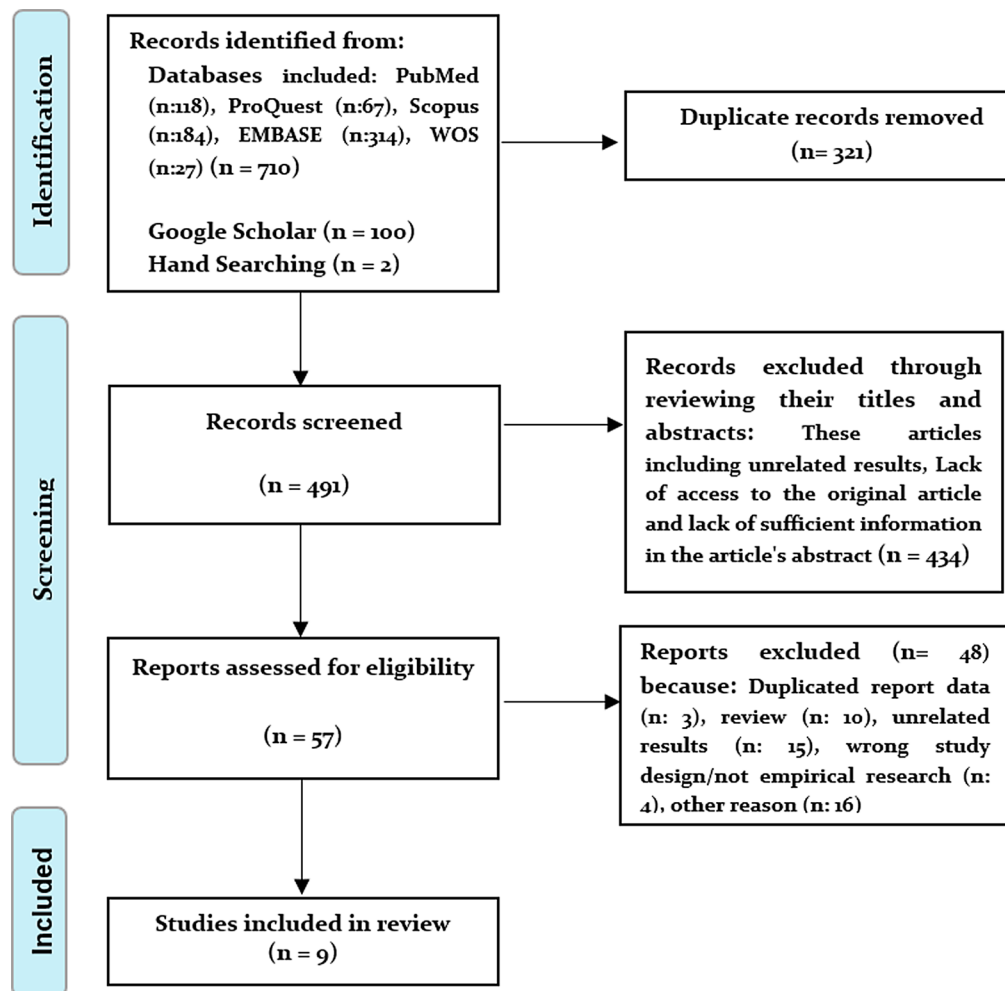 Identification
Records identified from:
Databases included: PubMed
(n:118), ProQuest (n:67), Scopus
(n:184), EMBASE (n:314), WOS
(n:27) (n = 710)
Google Scholar (n = 100)
Hand Searching (n = 2)
Duplicate records removed
(n= 321)
Screening
Records screened
(n = 491)
Records excluded through
reviewing their titles and
abstracts: These articles
including unrelated results, Lack
of access to the original article
and lack of sufficient information
in the article's abstract (n = 434)
Reports assessed for eligibility
(n = 57)
Reports excluded (n= 48)
because: Duplicated report data
(n: 3), review (n: 10), unrelated
results (n: 15), wrong study
design/not empirical research (n:
4), other reason (n: 16)
Included
Studies included in review
(n = 9)